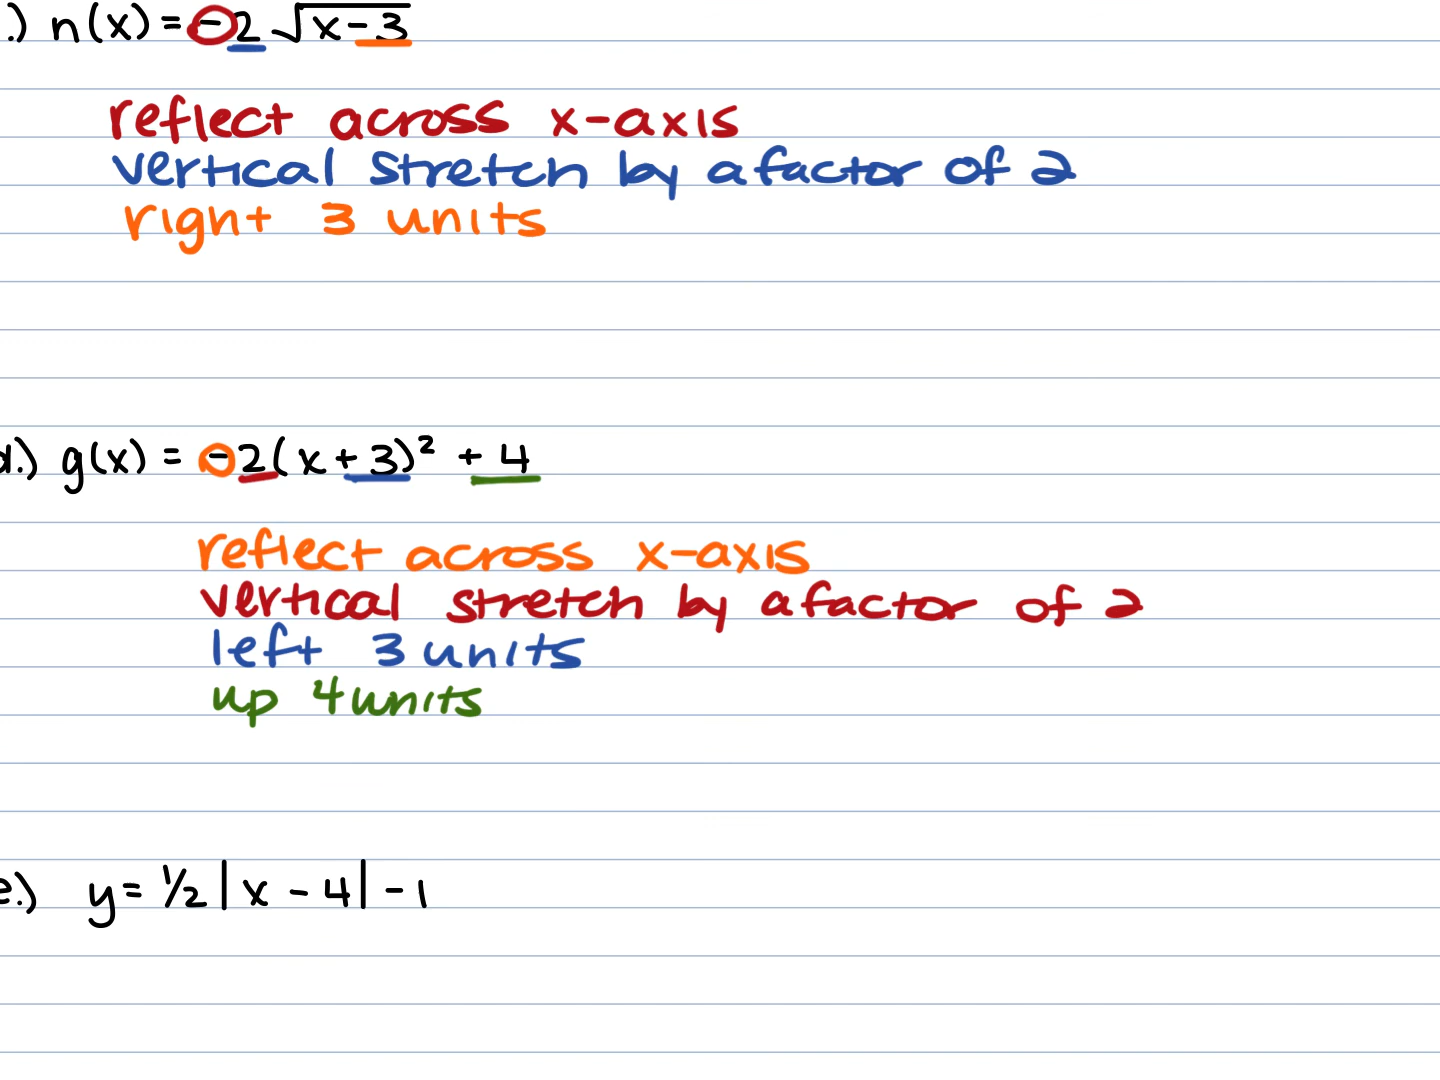 .) n(x) = -2 √x-3
reflect across x-axis
vertical stretch by a factor of 2
right 3 units
d.) g(x) = -2(x+3)² + 4
reflect across x-axis
vertical stretch by a factor of 2
left 3 units
up 4 units
e.) y = ½|x - 4| - 1